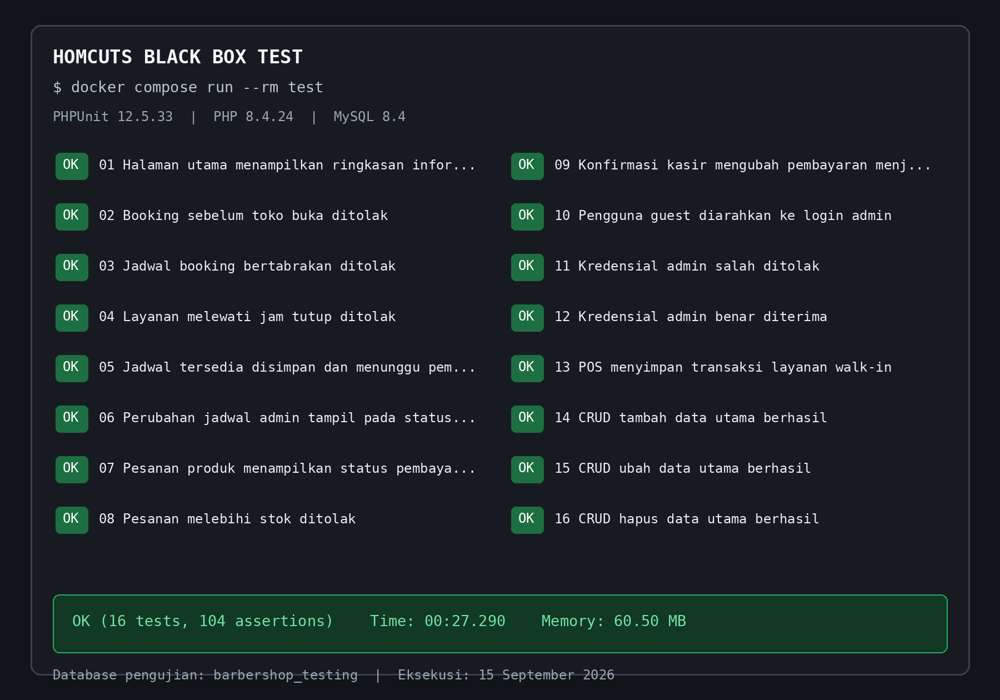 HOMCUTS BLACK BOX TEST
$ docker compose run --rm test
PHPUnit 12.5.33  |  PHP 8.4.24  |  MySQL 8.4
OK 01 Halaman utama menampilkan ringkasan infor...
OK 02 Booking sebelum toko buka ditolak
OK 03 Jadwal booking bertabrakan ditolak
OK 04 Layanan melewati jam tutup ditolak
OK 05 Jadwal tersedia disimpan dan menunggu pem...
OK 06 Perubahan jadwal admin tampil pada status...
OK 07 Pesanan produk menampilkan status pembaya...
OK 08 Pesanan melebihi stok ditolak
OK 09 Konfirmasi kasir mengubah pembayaran menj...
OK 10 Pengguna guest diarahkan ke login admin
OK 11 Kredensial admin salah ditolak
OK 12 Kredensial admin benar diterima
OK 13 POS menyimpan transaksi layanan walk-in
OK 14 CRUD tambah data utama berhasil
OK 15 CRUD ubah data utama berhasil
OK 16 CRUD hapus data utama berhasil
OK (16 tests, 104 assertions)    Time: 00:27.290    Memory: 60.50 MB
Database pengujian: barbershop_testing  |  Eksekusi: 15 September 2026